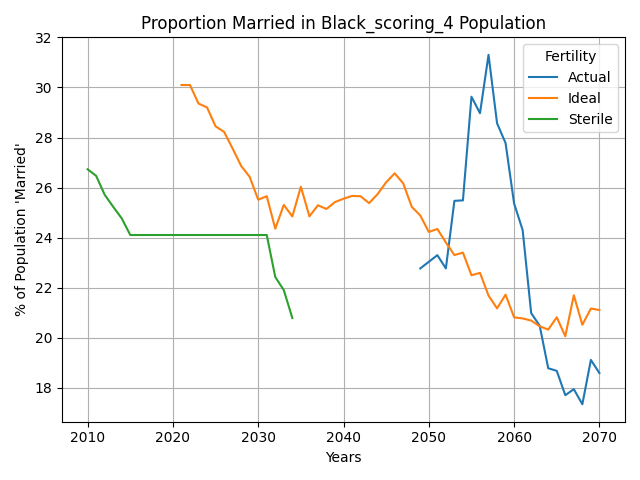 Proportion Married in Black_scoring_4 Population
% of Population 'Married'
32
30
28
26
24
22
20
18
Fertility
Actual
Ideal
Sterile
2010 2020 2030 2040 2050 2060 2070
Years